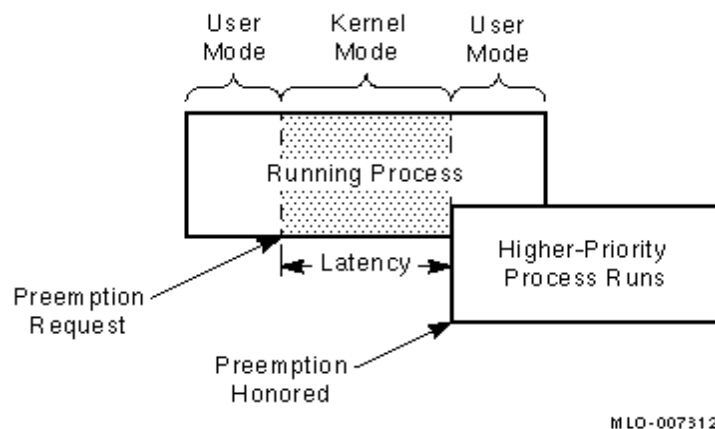 User Mode
Kernel Mode
User Mode
Running Process
Latency
Higher-Priority
Process Runs
Preemption
Request
Preemption
Honored
MLO-007312